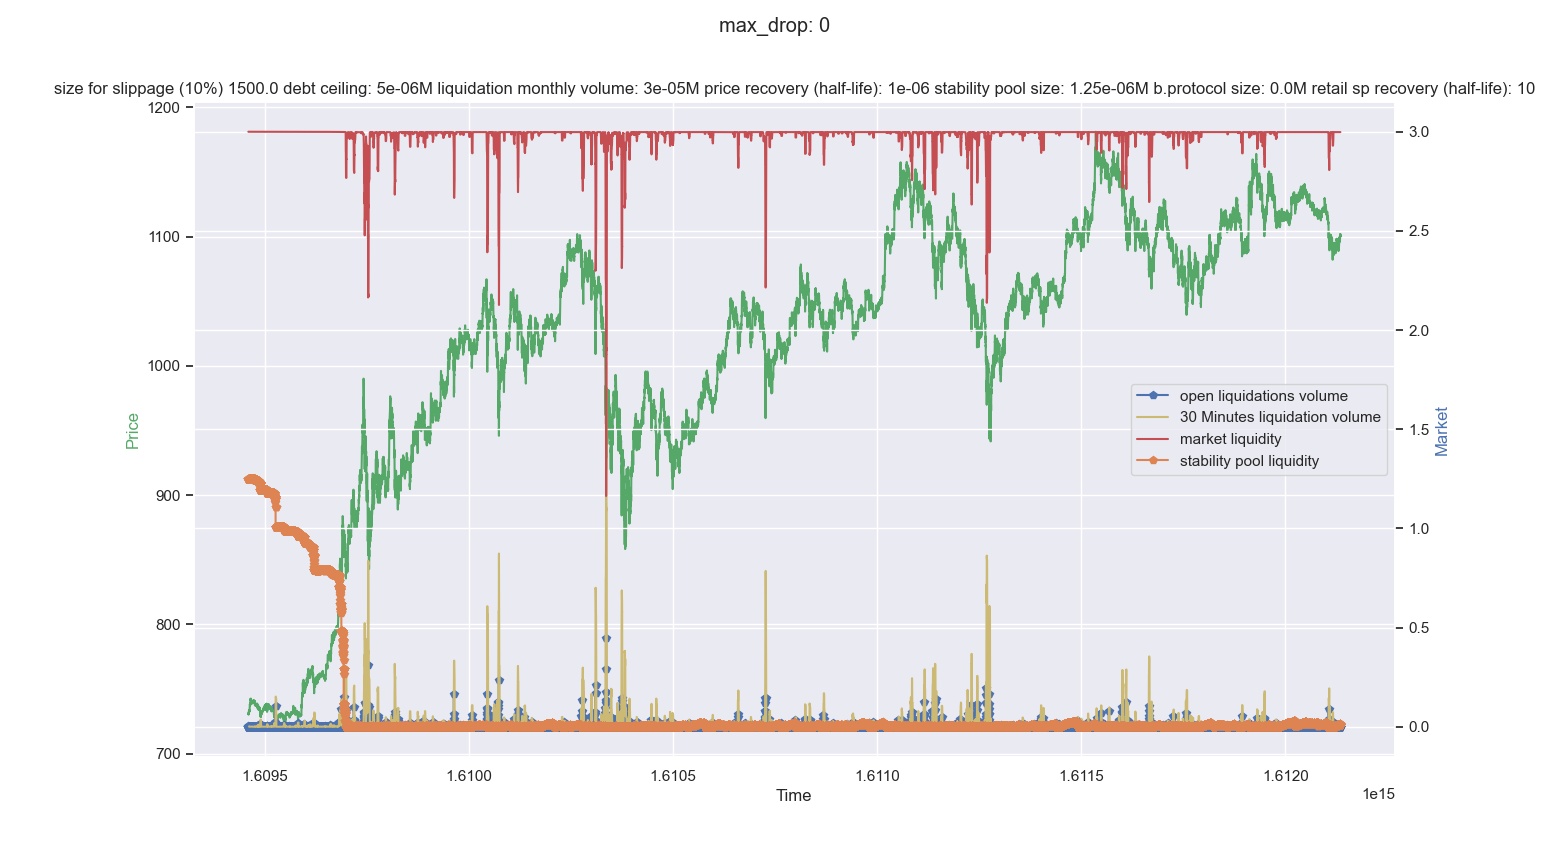 max_drop: 0
size for slippage (10%) 1500.0 debt ceiling: 5e-06M liquidation monthly volume: 3e-05M price recovery (half-life): 1e-06 stability pool size: 1.25e-06M b.protocol size: 0.0M retail sp recovery (half-life): 10
1200
1100
1000
900
800
700
Price
3.0
2.5
2.0
1.5
1.0
0.5
0.0
Market
open liquidations volume
30 Minutes liquidation volume
market liquidity
stability pool liquidity
1.6095 1.6100 1.6105 1.6110 1.6115 1.6120
Time
1e15